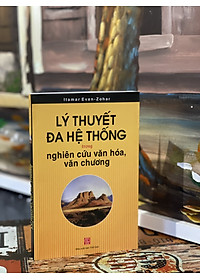 Itamar Even-Zohar
LÝ THUYẾT
ĐA HỆ THỐNG
trong
nghiên cứu văn hóa,
văn chương